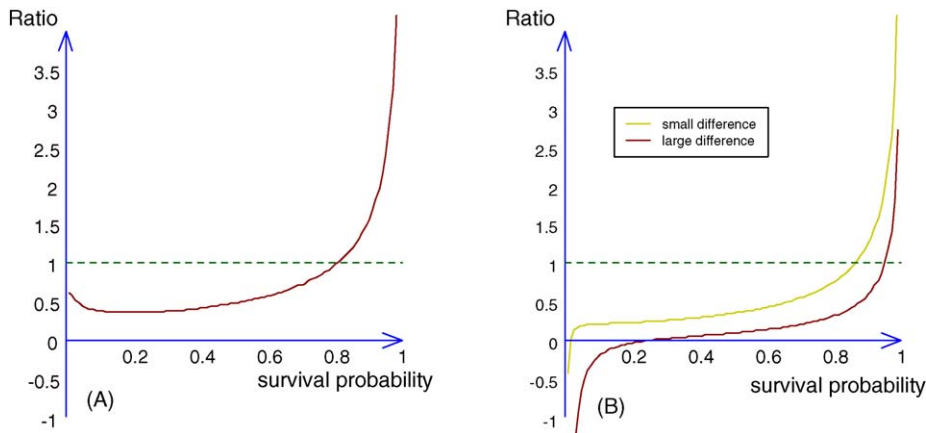 Ratio
3.5
3
2.5
2
1.5
1
0.5
0
-0.5
-1
0.2 0.4 0.6 0.8 1
survival probability
(A)
Ratio
3.5
3
2.5
2
1.5
1
0.5
0
-0.5
-1
small difference
large difference
0.2 0.4 0.6 0.8 1
survival probability
(B)